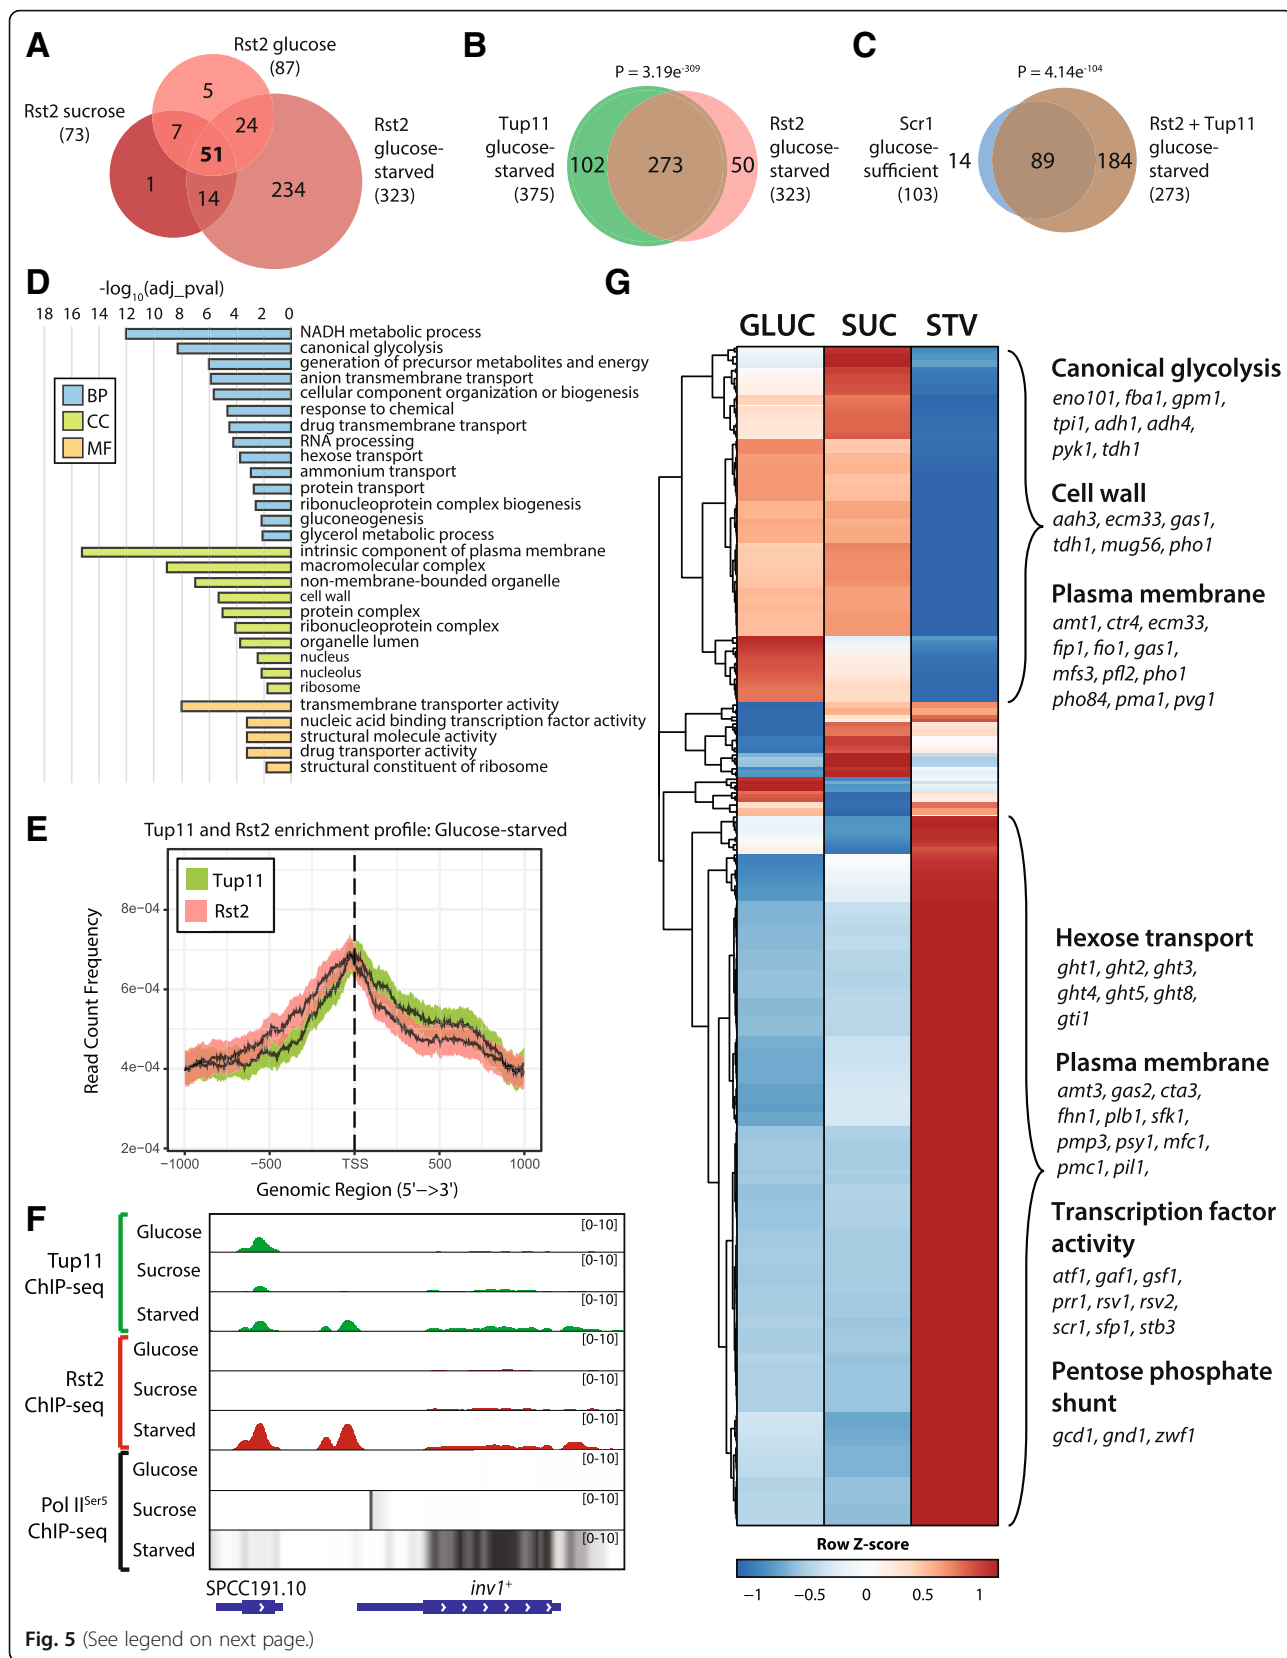 A
Rst2 glucose
(87)
Rst2 sucrose
(73)
Rst2
glucose-
starved
(323)
5
7
24
51
1
14
234
B
P = 3.19e-309
Tup11
glucose-
starved
(375)
102
273
50
Rst2
glucose-
starved
(323)
C
P = 4.14e-104
Scr1
glucose-
sufficient
(103)
14
89
184
Rst2 + Tup11
glucose-
starved
(273)
D
-log10(adj_pval)
18 16 14 12 10 8 6 4 2 0
BP
CC
MF
NADH metabolic process
canonical glycolysis
generation of precursor metabolites and energy
anion transmembrane transport
cellular component organization or biogenesis
response to chemical
drug transmembrane transport
RNA processing
hexose transport
ammonium transport
protein transport
ribonucleoprotein complex biogenesis
gluconeogenesis
glycerol metabolic process
intrinsic component of plasma membrane
macromolecular complex
non-membrane-bounded organelle
cell wall
protein complex
ribonucleoprotein complex
organelle lumen
nucleus
nucleolus
ribosome
transmembrane transporter activity
nucleic acid binding transcription factor activity
structural molecule activity
drug transporter activity
structural constituent of ribosome
E
Tup11 and Rst2 enrichment profile: Glucose-starved
Tup11
Rst2
Read Count Frequency
8e−04
6e−04
4e−04
2e−04
−1000 −500 TSS 500 1000
Genomic Region (5'−>3')
F
Tup11
ChIP-seq
Glucose
[0-10]
Sucrose
[0-10]
Starved
[0-10]
Rst2
ChIP-seq
Glucose
[0-10]
Sucrose
[0-10]
Starved
[0-10]
Pol IISer5
ChIP-seq
Glucose
[0-10]
Sucrose
[0-10]
Starved
[0-10]
SPCC191.10
inv1+
G
GLUC SUC STV
Canonical glycolysis
eno101, fba1, gpm1,
tpi1, adh1, adh4,
pyk1, tdh1
Cell wall
aah3, ecm33, gas1,
tdh1, mug56, pho1
Plasma membrane
amt1, ctr4, ecm33,
fip1, fio1, gas1,
mfs3, pfl2, pho1
pho84, pma1, pvg1
Hexose transport
ght1, ght2, ght3,
ght4, ght5, ght8,
gti1
Plasma membrane
amt3, gas2, cta3,
fhn1, plb1, sfk1,
pmp3, psy1, mfc1,
pmc1, pil1,
Transcription factor
activity
atf1, gaf1, gsf1,
prr1, rsv1, rsv2,
scr1, sfp1, stb3
Pentose phosphate
shunt
gcd1, gnd1, zwf1
Row Z-score
−1 −0.5 0 0.5 1
Fig. 5 (See legend on next page.)